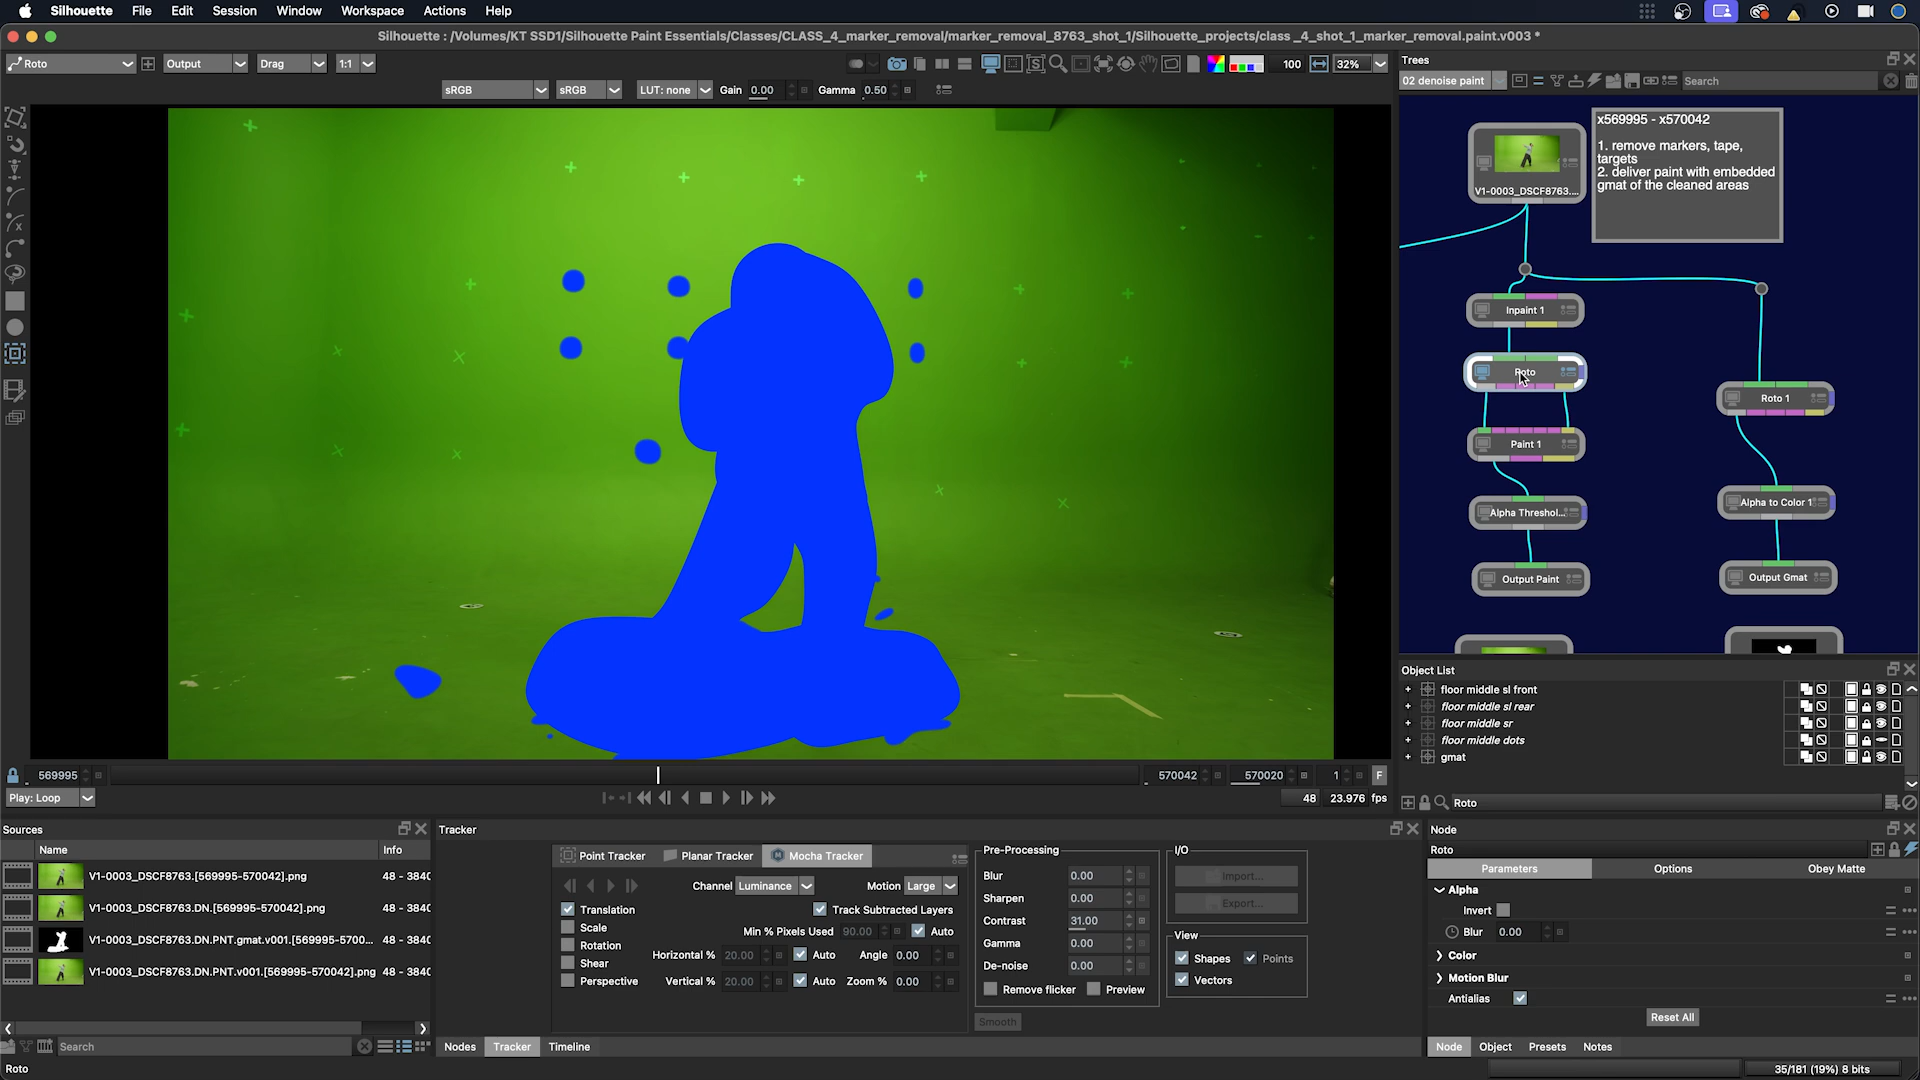 Silhouette File Edit Session Window Workspace Actions Help
Silhouette : /Volumes/KT SSD1/Silhouette Paint Essentials/Classes/CLASS_4_marker_removal/marker_removal_8763_shot_1/Silhouette_projects/class _4_shot_1_marker_removal.paint.v003 *
Roto Output Drag 1:1 100 32%
sRGB sRGB LUT: none Gain 0.00 Gamma 0.50
Trees
02 denoise paint Search
V1-0003_DSCF8763....
x569995 - x570042
1. remove markers, tape,
targets
2. deliver paint with embedded
gmat of the cleaned areas
Inpaint 1
Roto
Roto 1
Paint 1
Alpha Threshol...
Alpha to Color 1
Output Paint
Output Gmat
Object List
floor middle sl front
floor middle sl rear
floor middle sr
floor middle dots
gmat
Roto
569995 570042 570020 1 F
Play: Loop 48 23.976 fps
Sources
Name Info
V1-0003_DSCF8763.[569995-570042].png 48 - 3840
V1-0003_DSCF8763.DN.[569995-570042].png 48 - 3840
V1-0003_DSCF8763.DN.PNT.gmat.v001.[569995-5700... 48 - 3840
V1-0003_DSCF8763.DN.PNT.v001.[569995-570042].png 48 - 3840
Search
Roto
Tracker
Point Tracker Planar Tracker Mocha Tracker
Channel Luminance Motion Large
Translation Track Subtracted Layers
Scale Min % Pixels Used 90.00 Auto
Rotation
Shear Horizontal % 20.00 Auto Angle 0.00
Perspective Vertical % 20.00 Auto Zoom % 0.00
Pre-Processing
Blur 0.00
Sharpen 0.00
Contrast 31.00
Gamma 0.00
De-noise 0.00
Remove flicker Preview
Smooth
I/O
Import...
Export...
View
Shapes Points
Vectors
Nodes Tracker Timeline
Node
Roto
Parameters Options Obey Matte
Alpha
Invert
Blur 0.00
Color
Motion Blur
Antialias
Reset All
Node Object Presets Notes
35/181 (19%) 8 bits